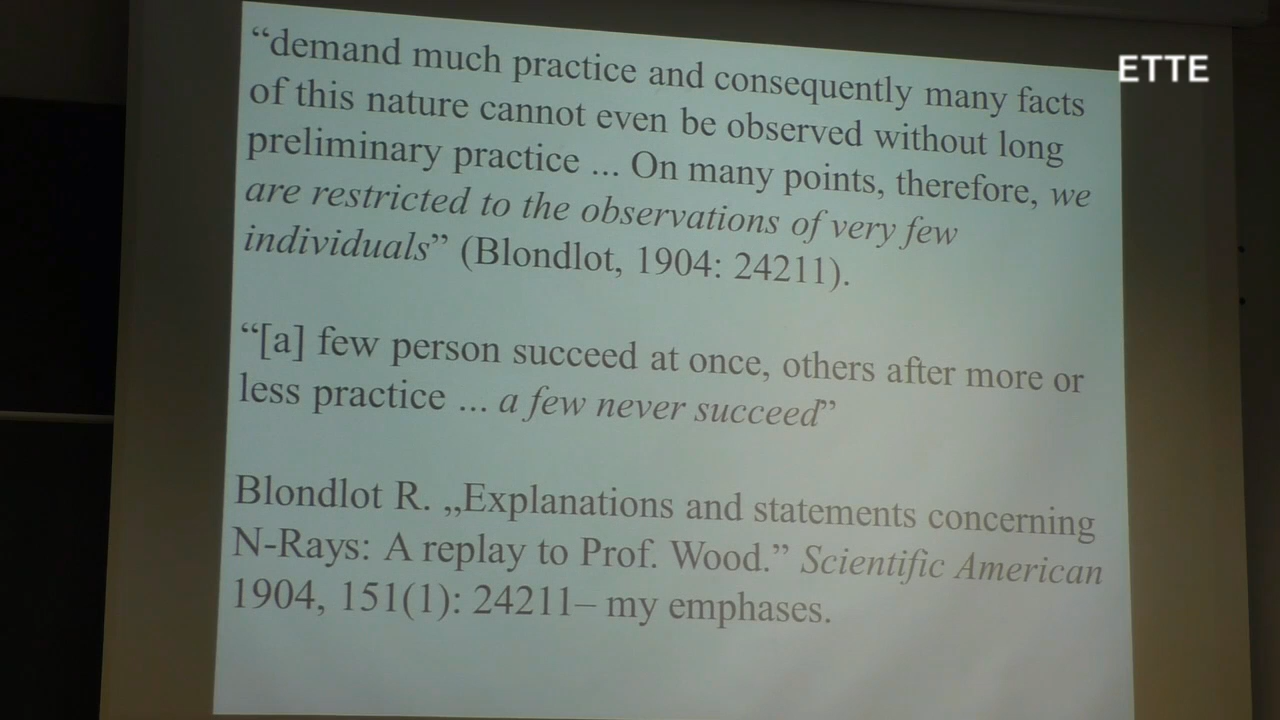 “demand much practice and consequently many facts
of this nature cannot even be observed without long
preliminary practice ... On many points, therefore, we
are restricted to the observations of very few
individuals” (Blondlot, 1904: 24211).
“[a] few person succeed at once, others after more or
less practice ... a few never succeed”
Blondlot R. „Explanations and statements concerning
N-Rays: A replay to Prof. Wood.” Scientific American
1904, 151(1): 24211– my emphases.
ETTE